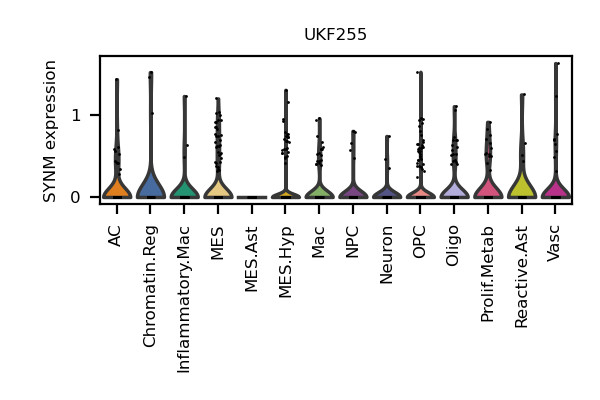 UKF255
SYNM expression
1
0
AC
Chromatin.Reg
Inflammatory.Mac
MES
MES.Ast
MES.Hyp
Mac
NPC
Neuron
OPC
Oligo
Prolif.Metab
Reactive.Ast
Vasc